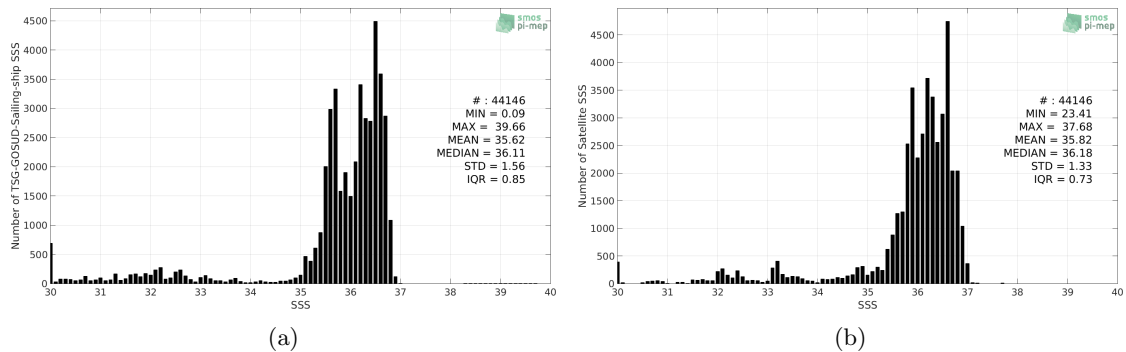 4500
4000
3500
3000
2500
2000
1500
1000
500
0
Number of TSG-GOSUD-Sailing-ship SSS
smos
pi-mep
# : 44146
MIN = 0.09
MAX = 39.66
MEAN = 35.62
MEDIAN = 36.11
STD = 1.56
IQR = 0.85
30 31 32 33 34 35 36 37 38 39 40
SSS
(a)
4500
4000
3500
3000
2500
2000
1500
1000
500
0
Number of Satellite SSS
smos
pi-mep
# : 44146
MIN = 23.41
MAX = 37.68
MEAN = 35.82
MEDIAN = 36.18
STD = 1.33
IQR = 0.73
30 31 32 33 34 35 36 37 38 39 40
SSS
(b)